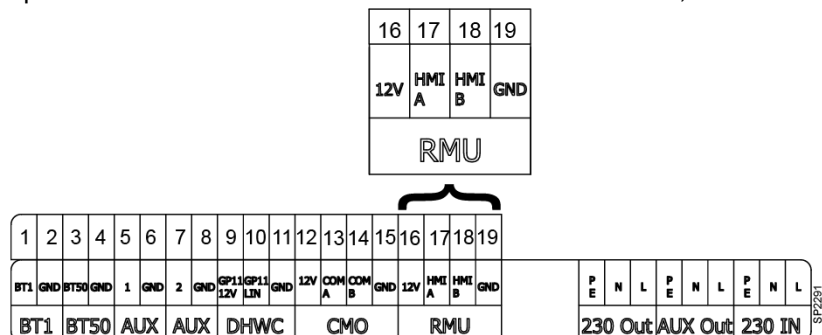 16 17 18 19
12V HMI A HMI B GND
RMU
1 2 3 4 5 6 7 8 9 10 11 12 13 14 15 16 17 18 19
BT1 GND BT50 GND 1 GND 2 GND GP11 12V GP11 LIN GND 12V COM A COM B GND 12V HMI A HMI B GND PE N L PE N L PE N L
BT1 BT50 AUX AUX DHWC CMO RMU 230 Out AUX Out 230 IN
SP2291